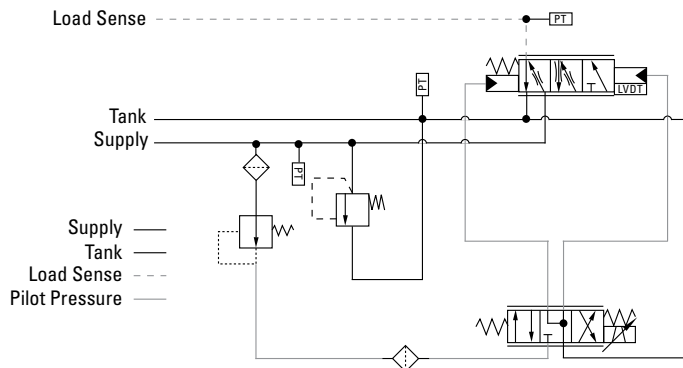 Load Sense
PT
PT
LVDT
Tank
Supply
PT
Supply
Tank
Load Sense
Pilot Pressure